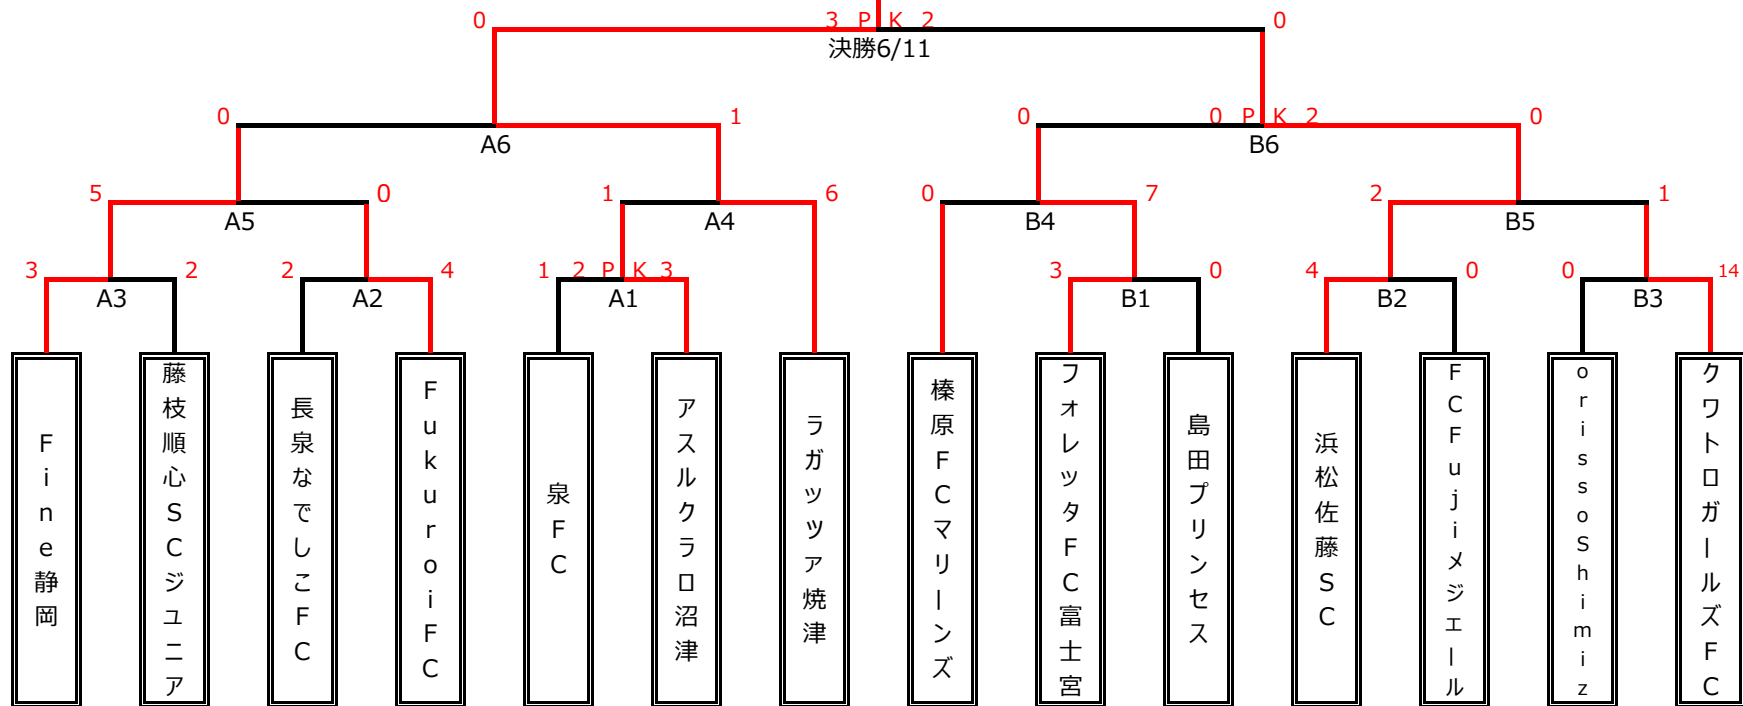 0 3 P K 2 0
決勝6/11
0 1 0 0 P K 2 0
A6 B6
5 0 1 6 0 7 2 1
A5 A4 B4 B5
3 2 2 4 1 2 P K 3 3 0 4 0 0 14
A3 A2 A1 B1 B2 B3
Fine静岡
藤枝順心SCジュニア
長泉なでしこFC
FukuroiFC
泉FC
アスルクラロ沼津
ラガッツァ焼津
榛原FCマリーンズ
フォレッタFC富士宮
島田プリンセス
浜松佐藤SC
FCFujiメジェール
orissoShimiz
クワトロガールズFC